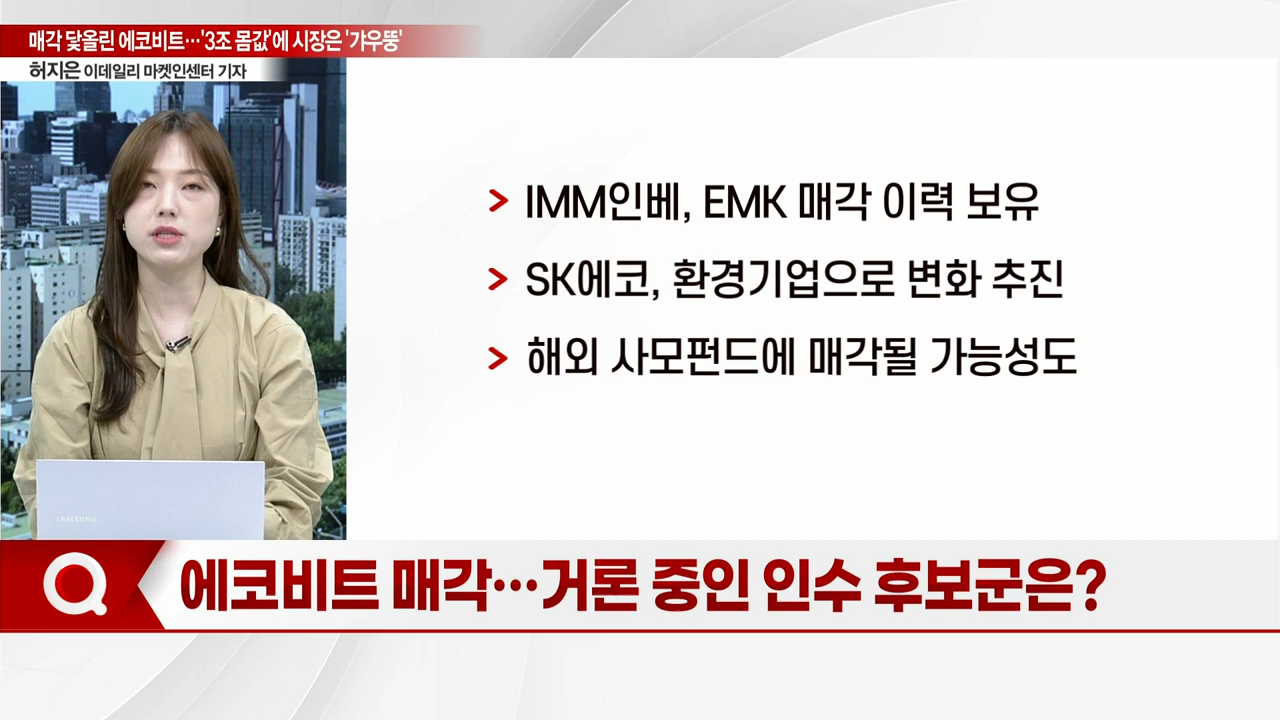 매각 닻올린 에코비트…'3조 몸값'에 시장은 '갸우뚱'
허지은 이데일리 마켓인센터 기자
> IMM인베, EMK 매각 이력 보유
> SK에코, 환경기업으로 변화 추진
> 해외 사모펀드에 매각될 가능성도
SAMSUNG
Q 에코비트 매각…거론 중인 인수 후보군은?